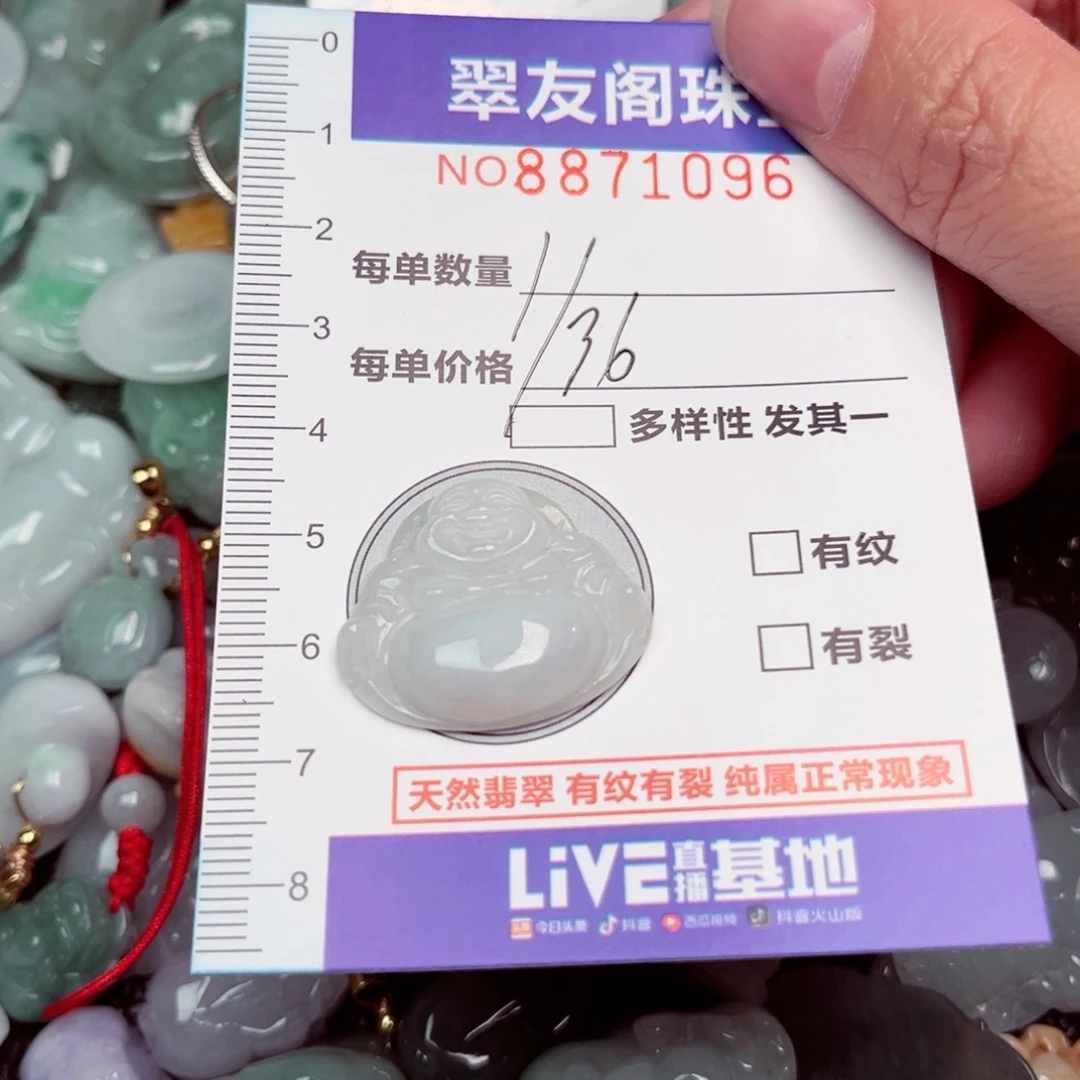 0
1
2
3
4
5
6
7
8
翠友阁珠
NO8871096
每单数量 1
每单价格 136
多样性 发其一
有纹
有裂
天然翡翠 有纹有裂 纯属正常现象
LiVE直播基地
头条 今日头条 抖音 西瓜视频 抖音火山版